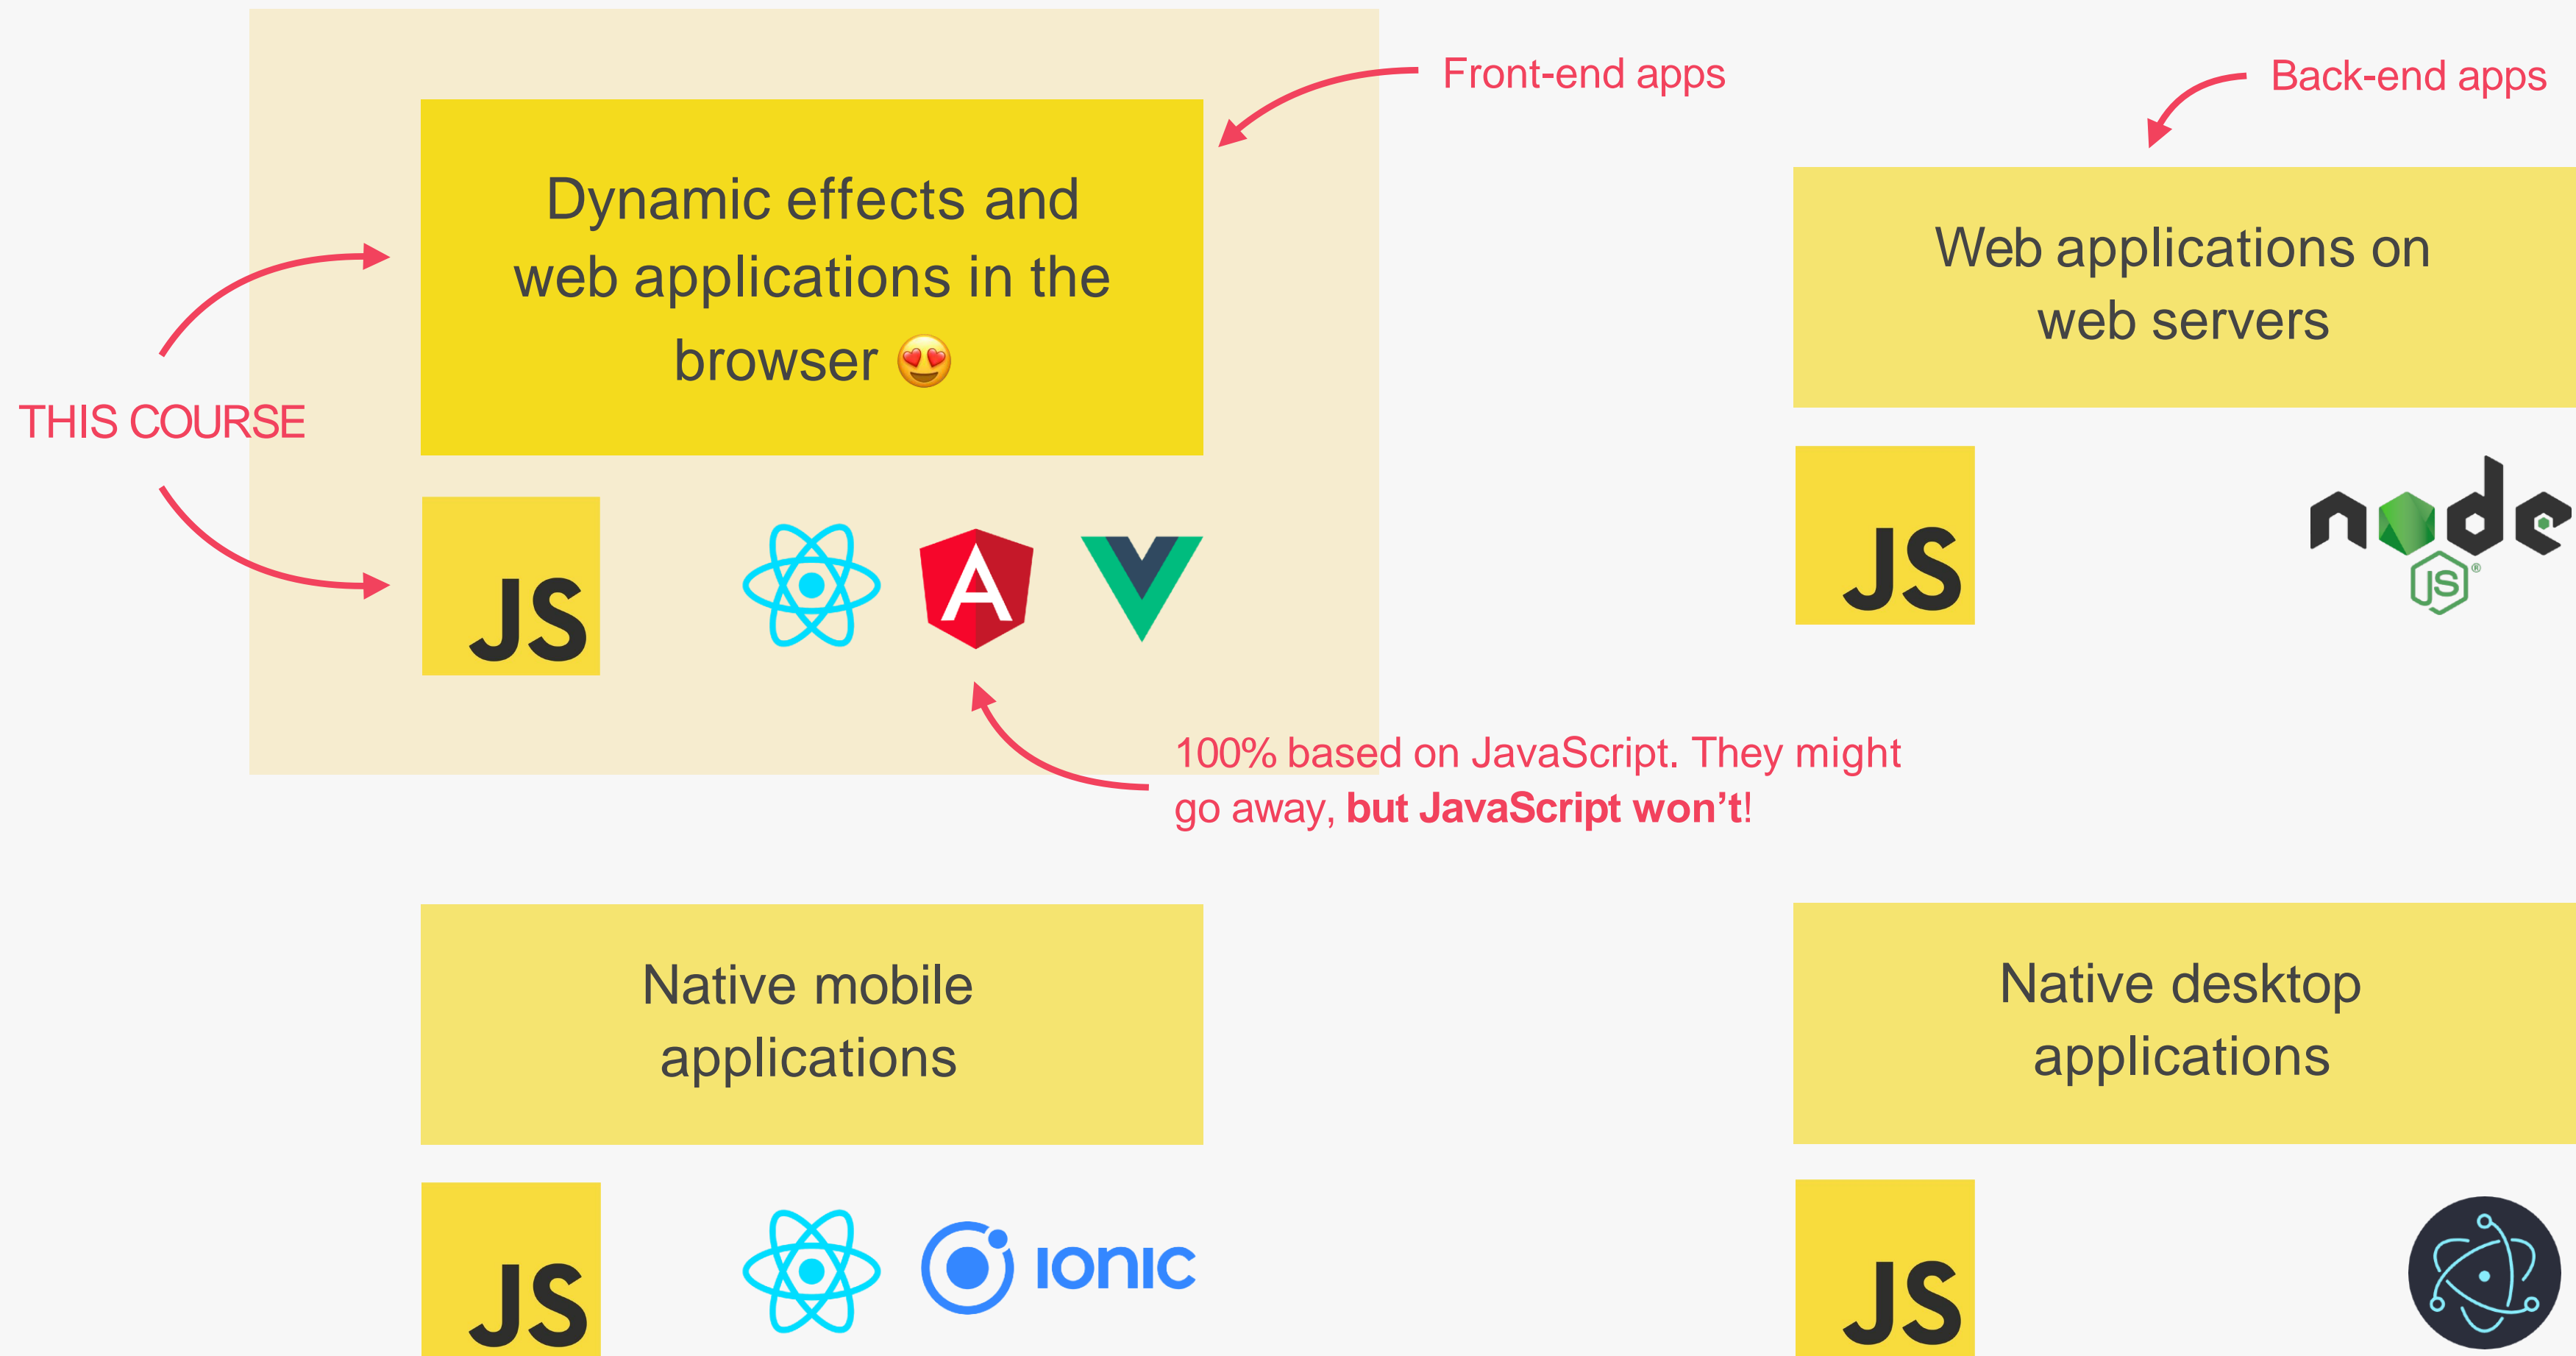 Front-end apps
Back-end apps
Dynamic effects and
web applications in the
browser 😍
Web applications on
web servers
THIS COURSE
JS
JS
node
JS®
100% based on JavaScript. They might
go away, but JavaScript won’t!
Native mobile
applications
Native desktop
applications
JS
IONIC
JS